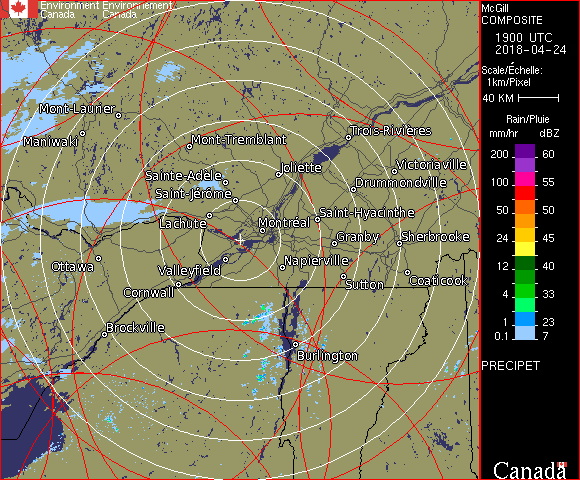 Environment Environnement
Canada Canada
McGill
COMPOSITE
1900 UTC
2018-04-24
Scale/Échelle:
1km/Pixel
40 KM
Rain/Pluie
mm/hr dBZ
200 60
155 55
100 55
50 50
24 45
12 40
4 33
1 23
0.1 7
PRECIPET
Canada
Mont-Laurier
Maniwaki
Mont-Tremblant
Trois-Rivières
Joliette
Victoriaville
Sainte-Adèle
Drummondville
Saint-Jérôme
Lachute
Montréal
Saint-Hyacinthe
Granby
Sherbrooke
Ottawa
Valleyfield
Napierville
Cornwall
Sutton
Coaticook
Brockville
Burlington